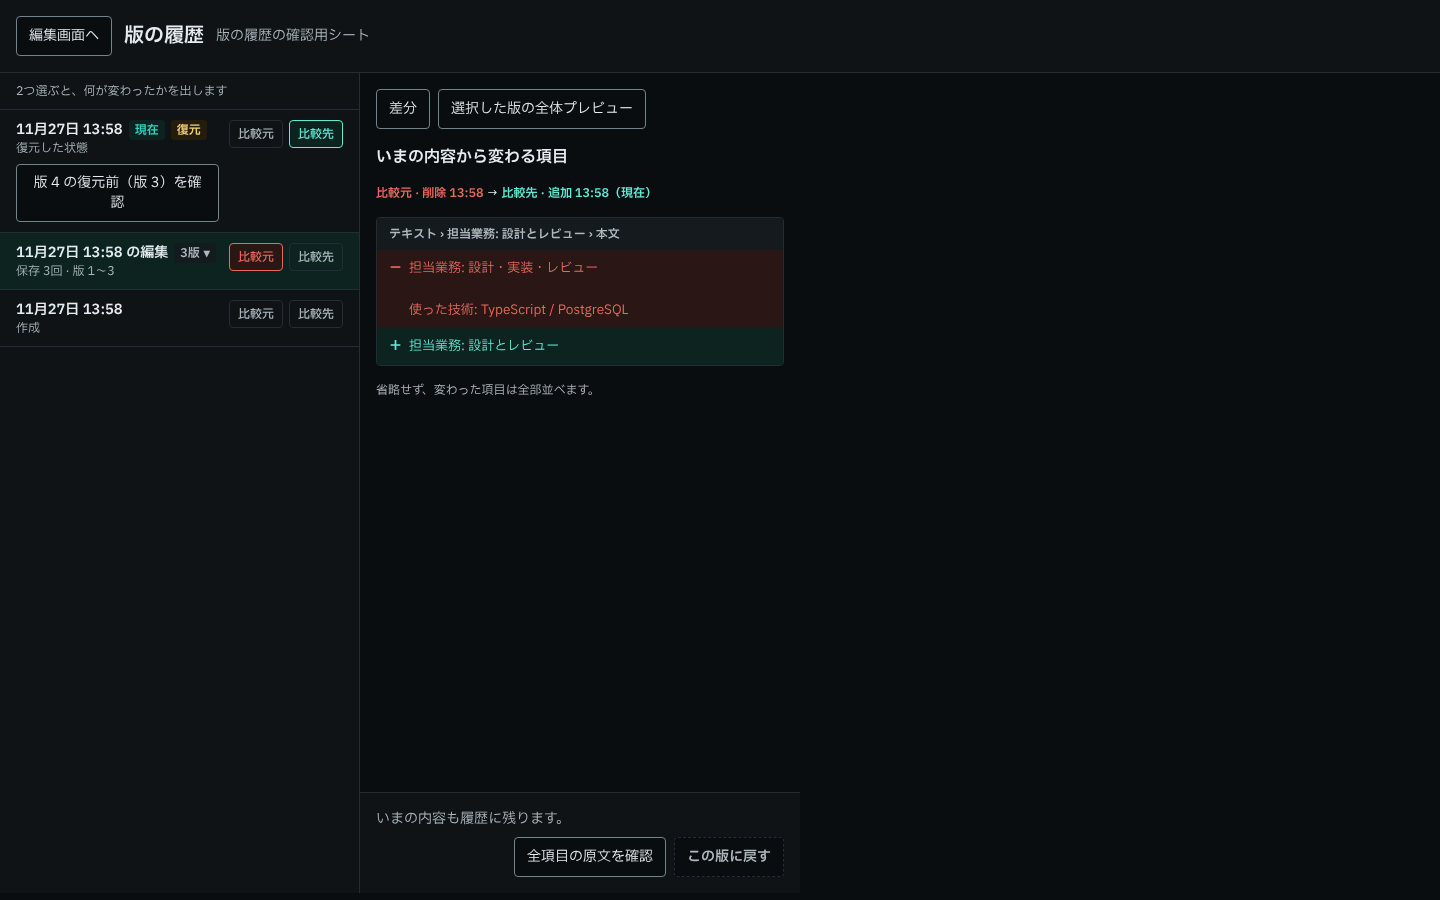 編集画面へ
版の履歴
版の履歴の確認用シート
2つ選ぶと、何が変わったかを出します
11月27日 13:58 現在 復元 比較元 比較先
復元した状態
版 4 の復元前（版 3）を確
認
11月27日 13:58 の編集 3版 ▾ 比較元 比較先
保存 3回 · 版 1〜3
11月27日 13:58 比較元 比較先
作成
差分
選択した版の全体プレビュー
いまの内容から変わる項目
比較元 · 削除 13:58 → 比較先 · 追加 13:58（現在）
テキスト › 担当業務: 設計とレビュー › 本文
− 担当業務: 設計・実装・レビュー
使った技術: TypeScript / PostgreSQL
+ 担当業務: 設計とレビュー
省略せず、変わった項目は全部並べます。
いまの内容も履歴に残ります。
全項目の原文を確認
この版に戻す